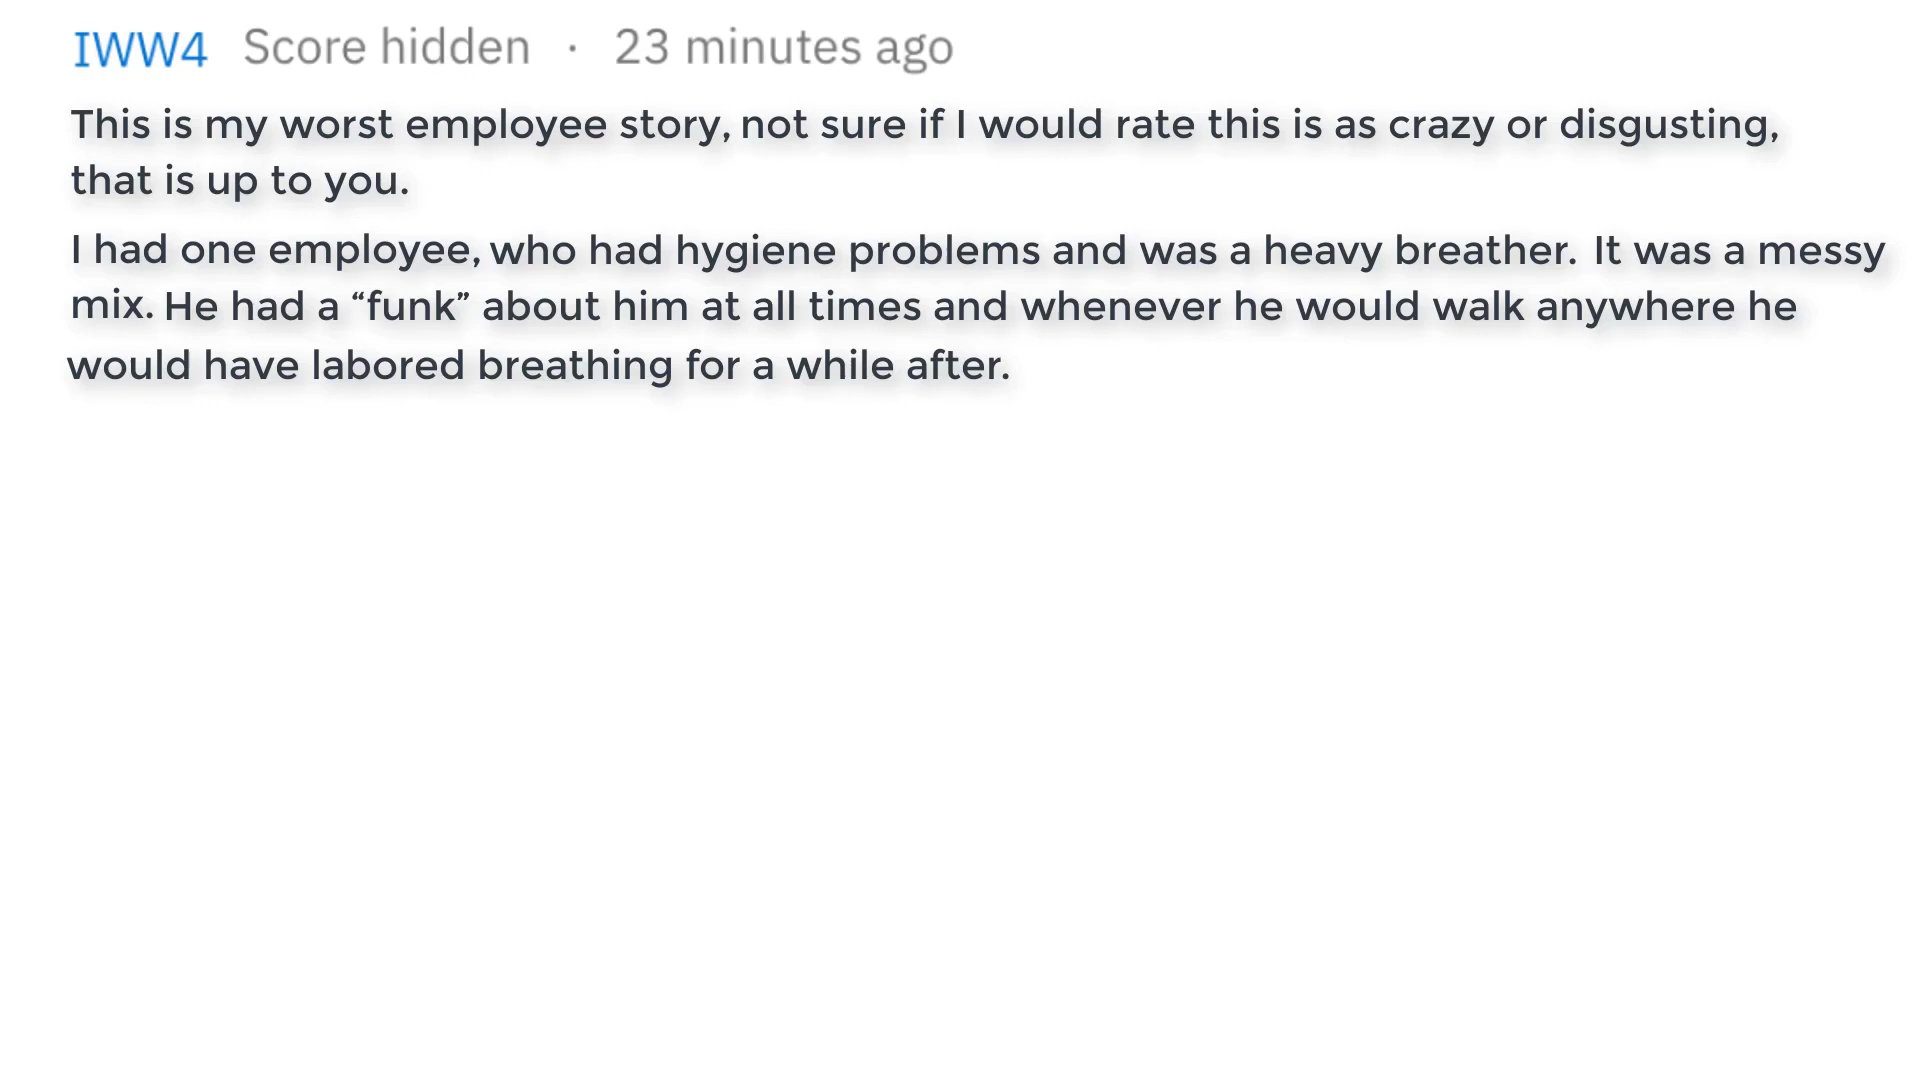 IWW4 Score hidden · 23 minutes ago
This is my worst employee story, not sure if I would rate this is as crazy or disgusting,
that is up to you.
I had one employee, who had hygiene problems and was a heavy breather. It was a messy
mix. He had a “funk” about him at all times and whenever he would walk anywhere he
would have labored breathing for a while after.